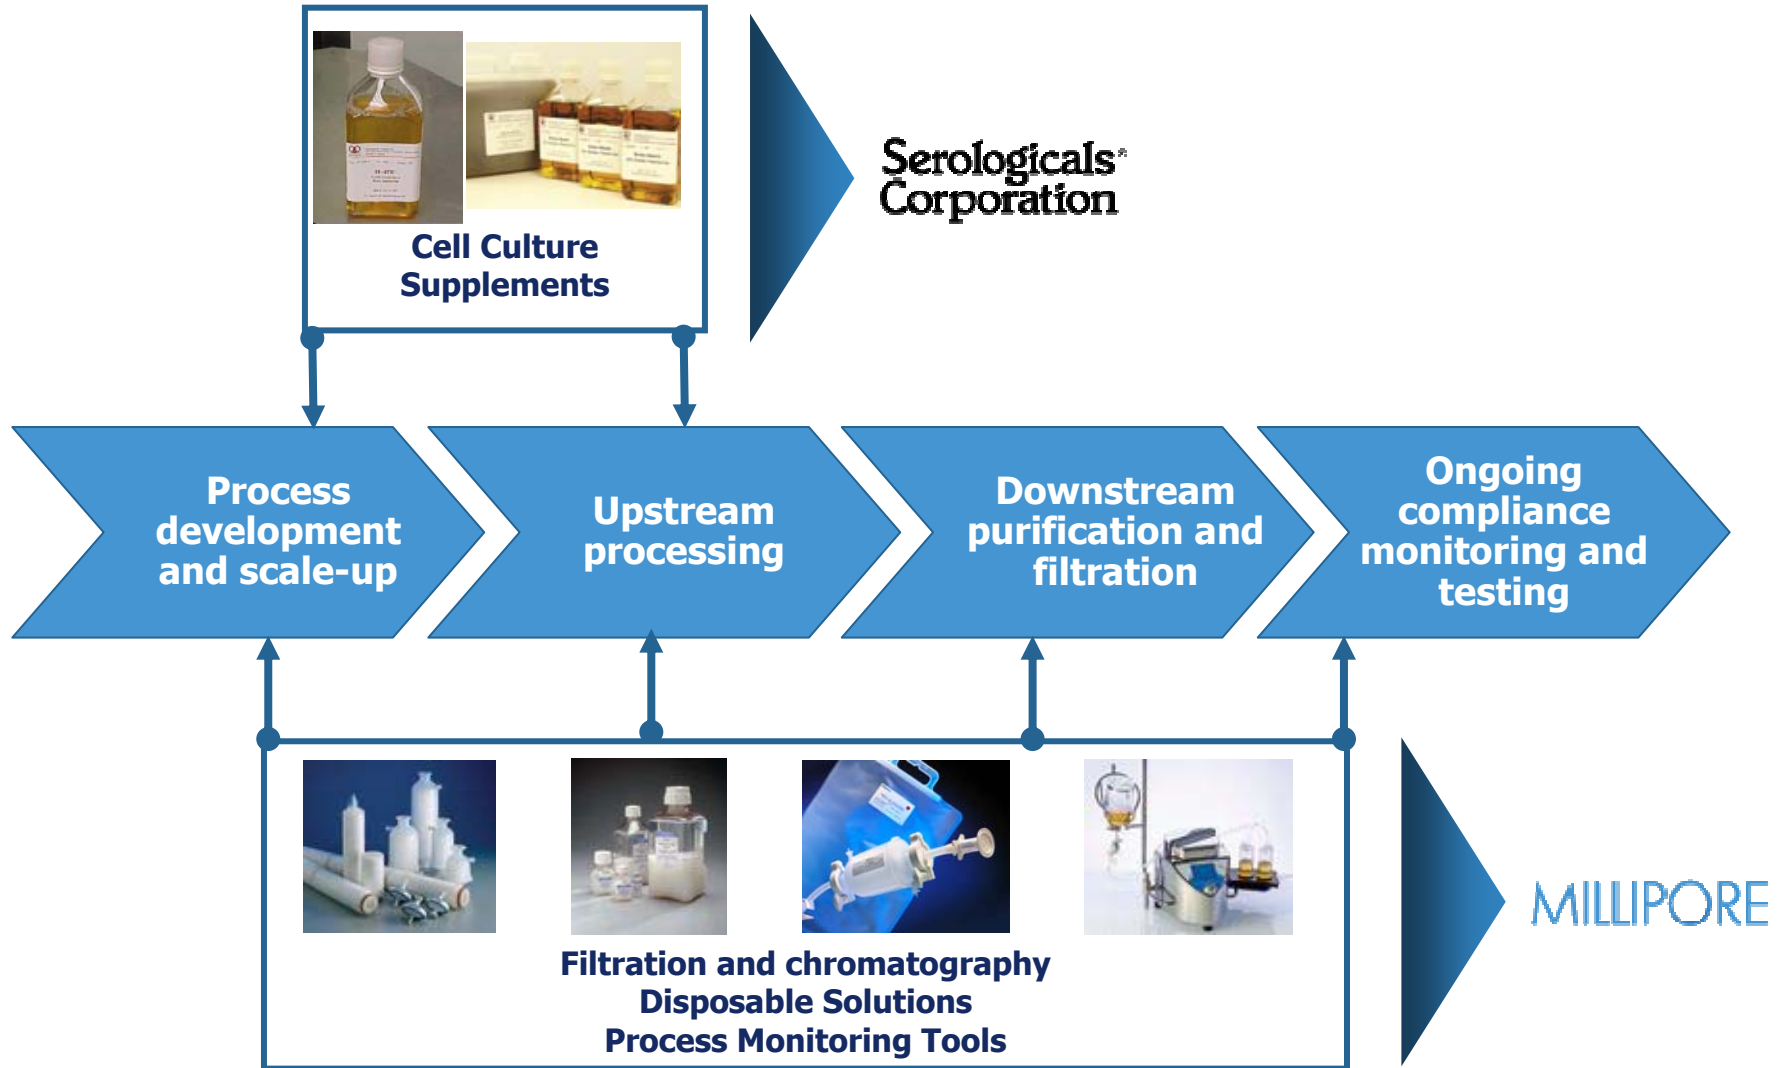 Cell Culture
Supplements
Serologicals®
Corporation
Process
development
and scale-up
Upstream
processing
Downstream
purification and
filtration
Ongoing
compliance
monitoring and
testing
Filtration and chromatography
Disposable Solutions
Process Monitoring Tools
MILLIPORE